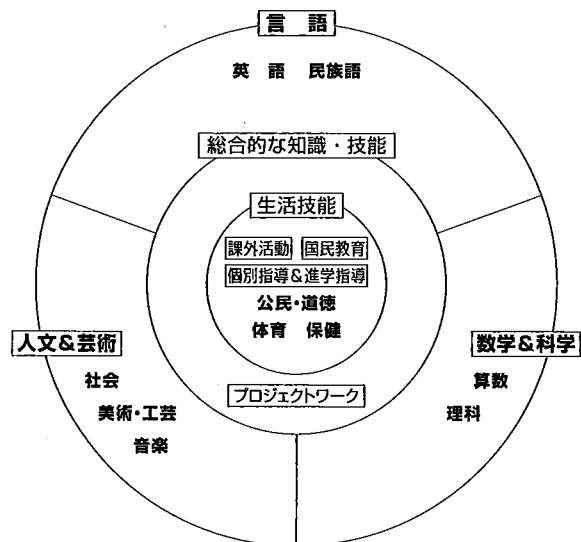 言 語
英 語 民族語
総合的な知識・技能
生活技能
課外活動 国民教育
個別指導&進学指導
公民・道徳
体育 保健
人文&芸術
社会
美術・工芸
音楽
数学&科学
算数
理科
プロジェクトワーク